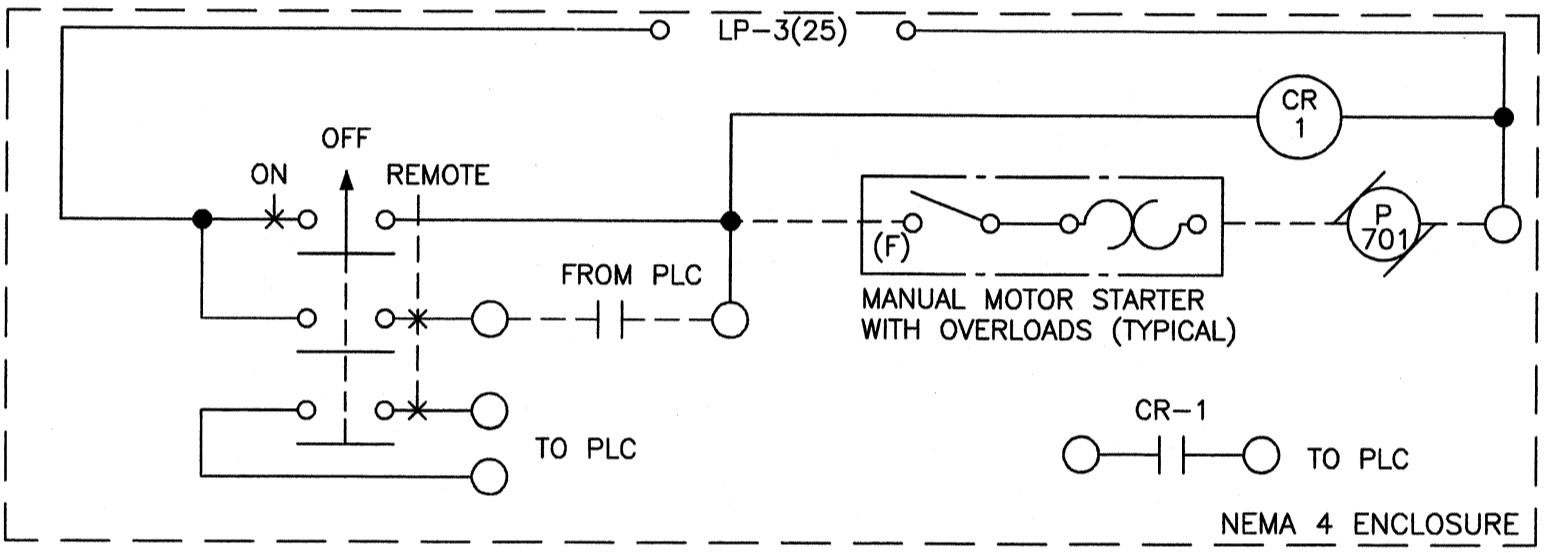 LP-3(25)
CR
1
OFF
ON
REMOTE
(F)
P
701
FROM PLC
MANUAL MOTOR STARTER
WITH OVERLOADS (TYPICAL)
CR-1
TO PLC
TO PLC
NEMA 4 ENCLOSURE